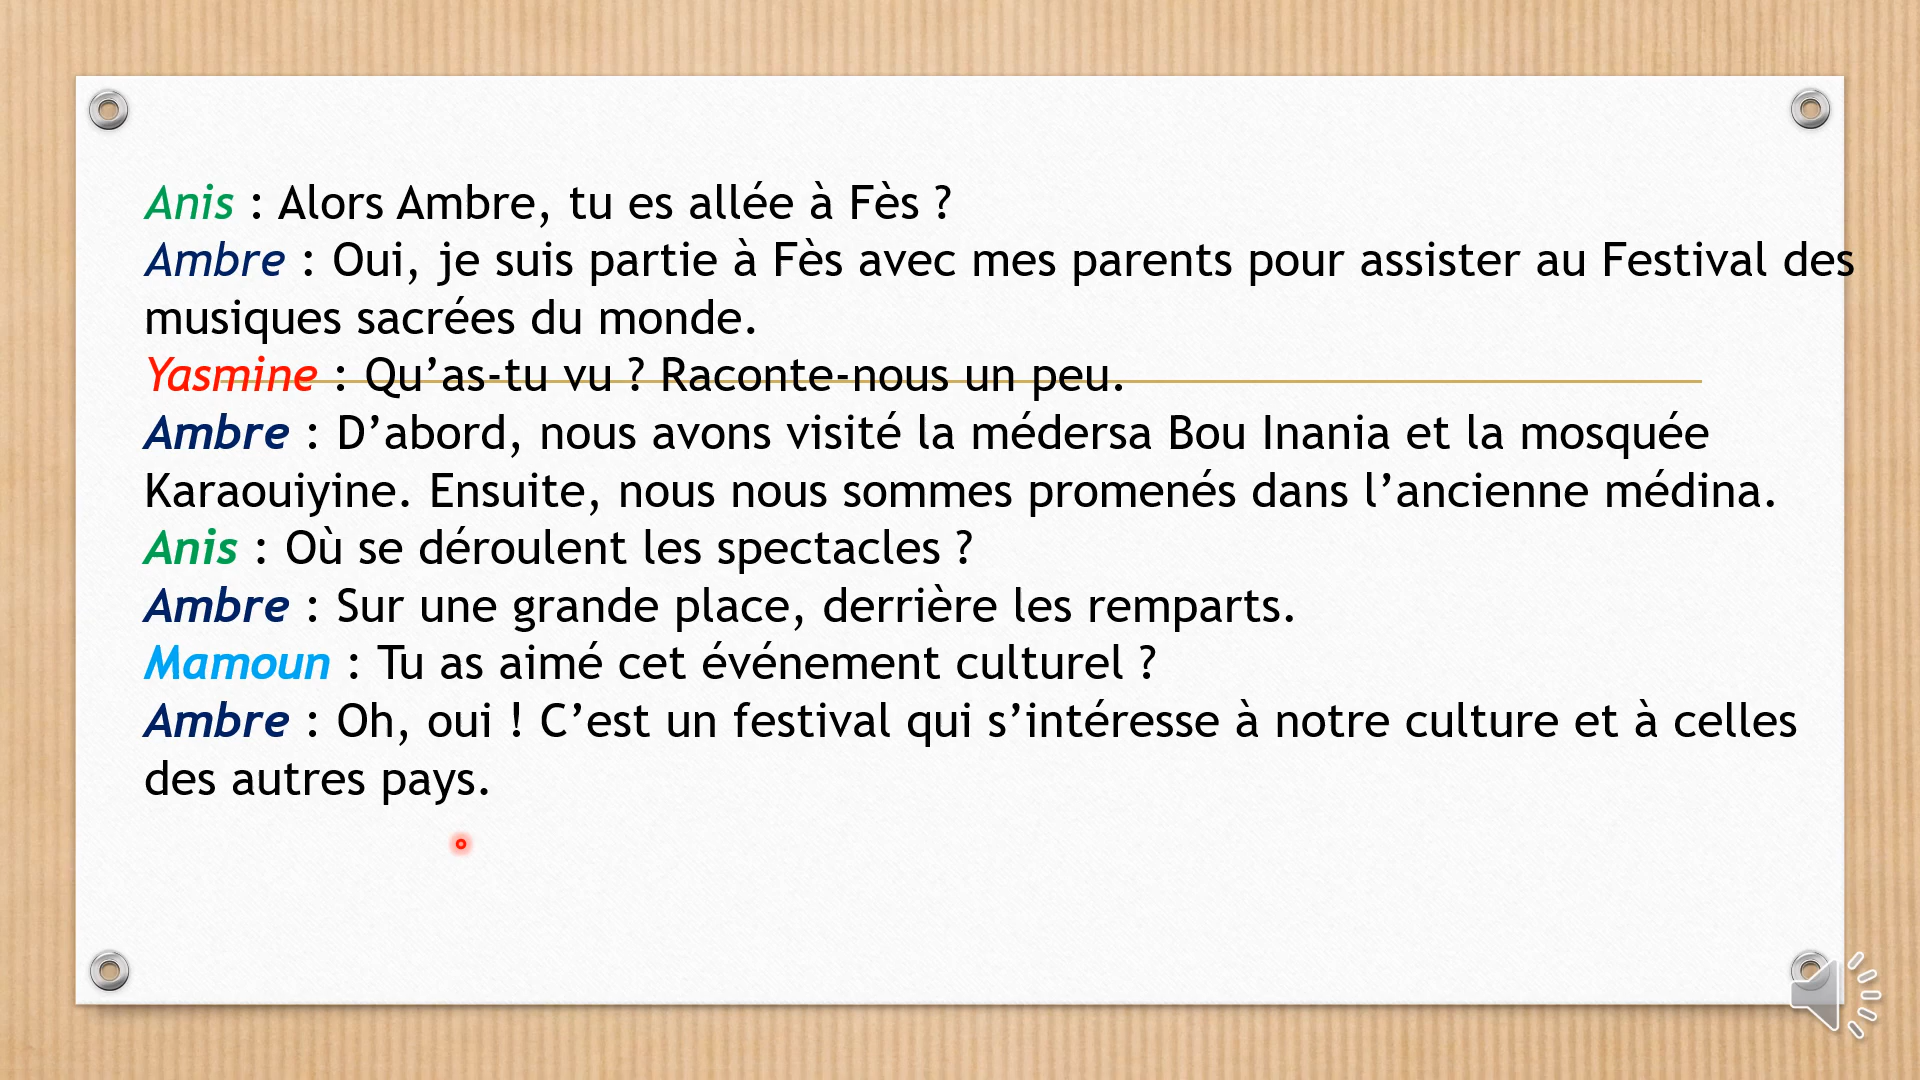 Anis : Alors Ambre, tu es allée à Fès ?
Ambre : Oui, je suis partie à Fès avec mes parents pour assister au Festival des
musiques sacrées du monde.
Yasmine : Qu’as-tu vu ? Raconte-nous un peu.
Ambre : D’abord, nous avons visité la médersa Bou Inania et la mosquée
Karaouiyine. Ensuite, nous nous sommes promenés dans l’ancienne médina.
Anis : Où se déroulent les spectacles ?
Ambre : Sur une grande place, derrière les remparts.
Mamoun : Tu as aimé cet événement culturel ?
Ambre : Oh, oui ! C’est un festival qui s’intéresse à notre culture et à celles
des autres pays.